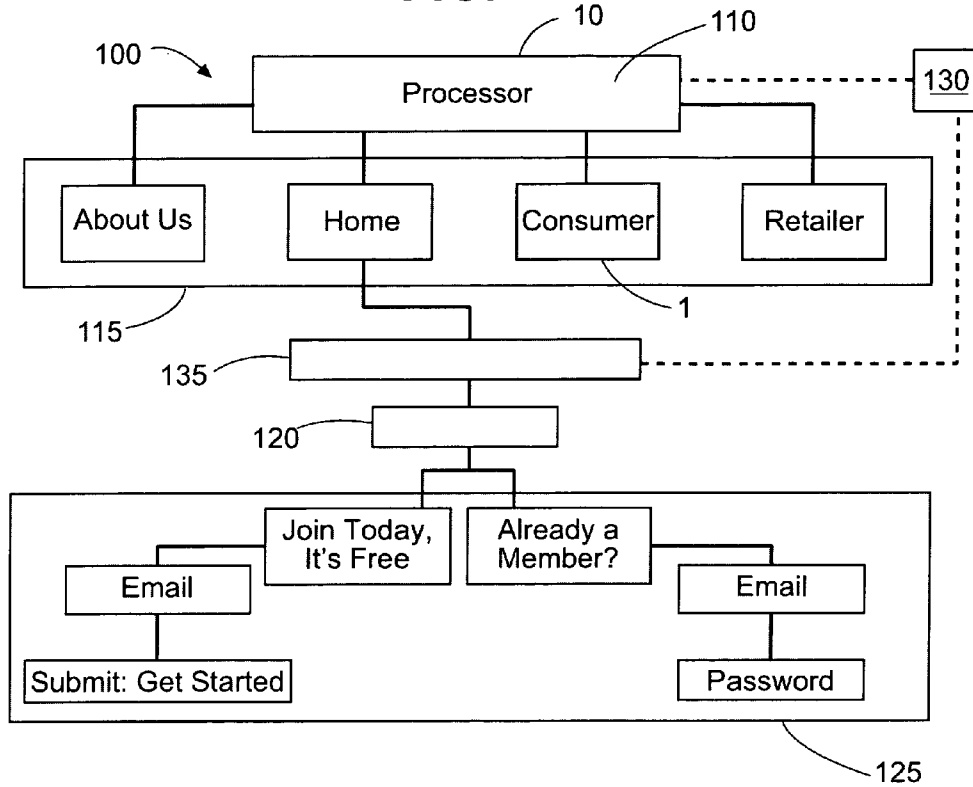 10
110
100
Processor
130
About Us
Home
Consumer
Retailer
1
115
135
120
Join Today,
It's Free
Already a
Member?
Email
Email
Submit: Get Started
Password
125